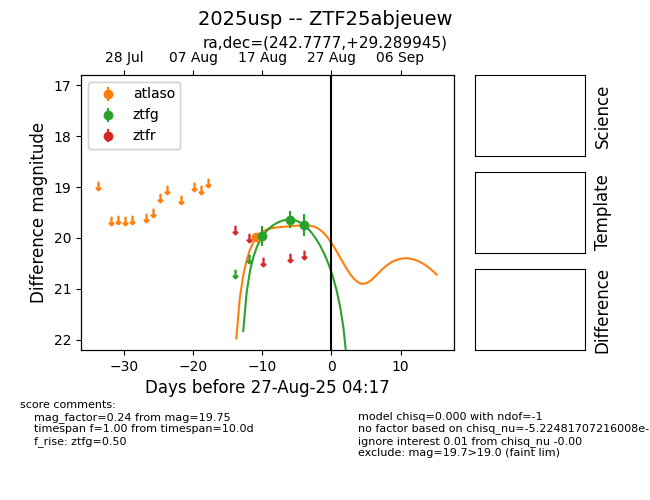 2025usp -- ZTF25abjeuew
ra,dec=(242.7777,+29.289945)
28 Jul 07 Aug 17 Aug 27 Aug 06 Sep
17
18
19
20
21
22
Difference magnitude
atlaso
ztfg
ztfr
−30 −20 −10 0 10
Days before 27-Aug-25 04:17
Science
Template
Difference
score comments:
mag_factor=0.24 from mag=19.75
timespan f=1.00 from timespan=10.0d
f_rise: ztfg=0.50
model chisq=0.000 with ndof=-1
no factor based on chisq_nu=-5.22481707216008e-
ignore interest 0.01 from chisq_nu -0.00
exclude: mag=19.7>19.0 (faint lim)